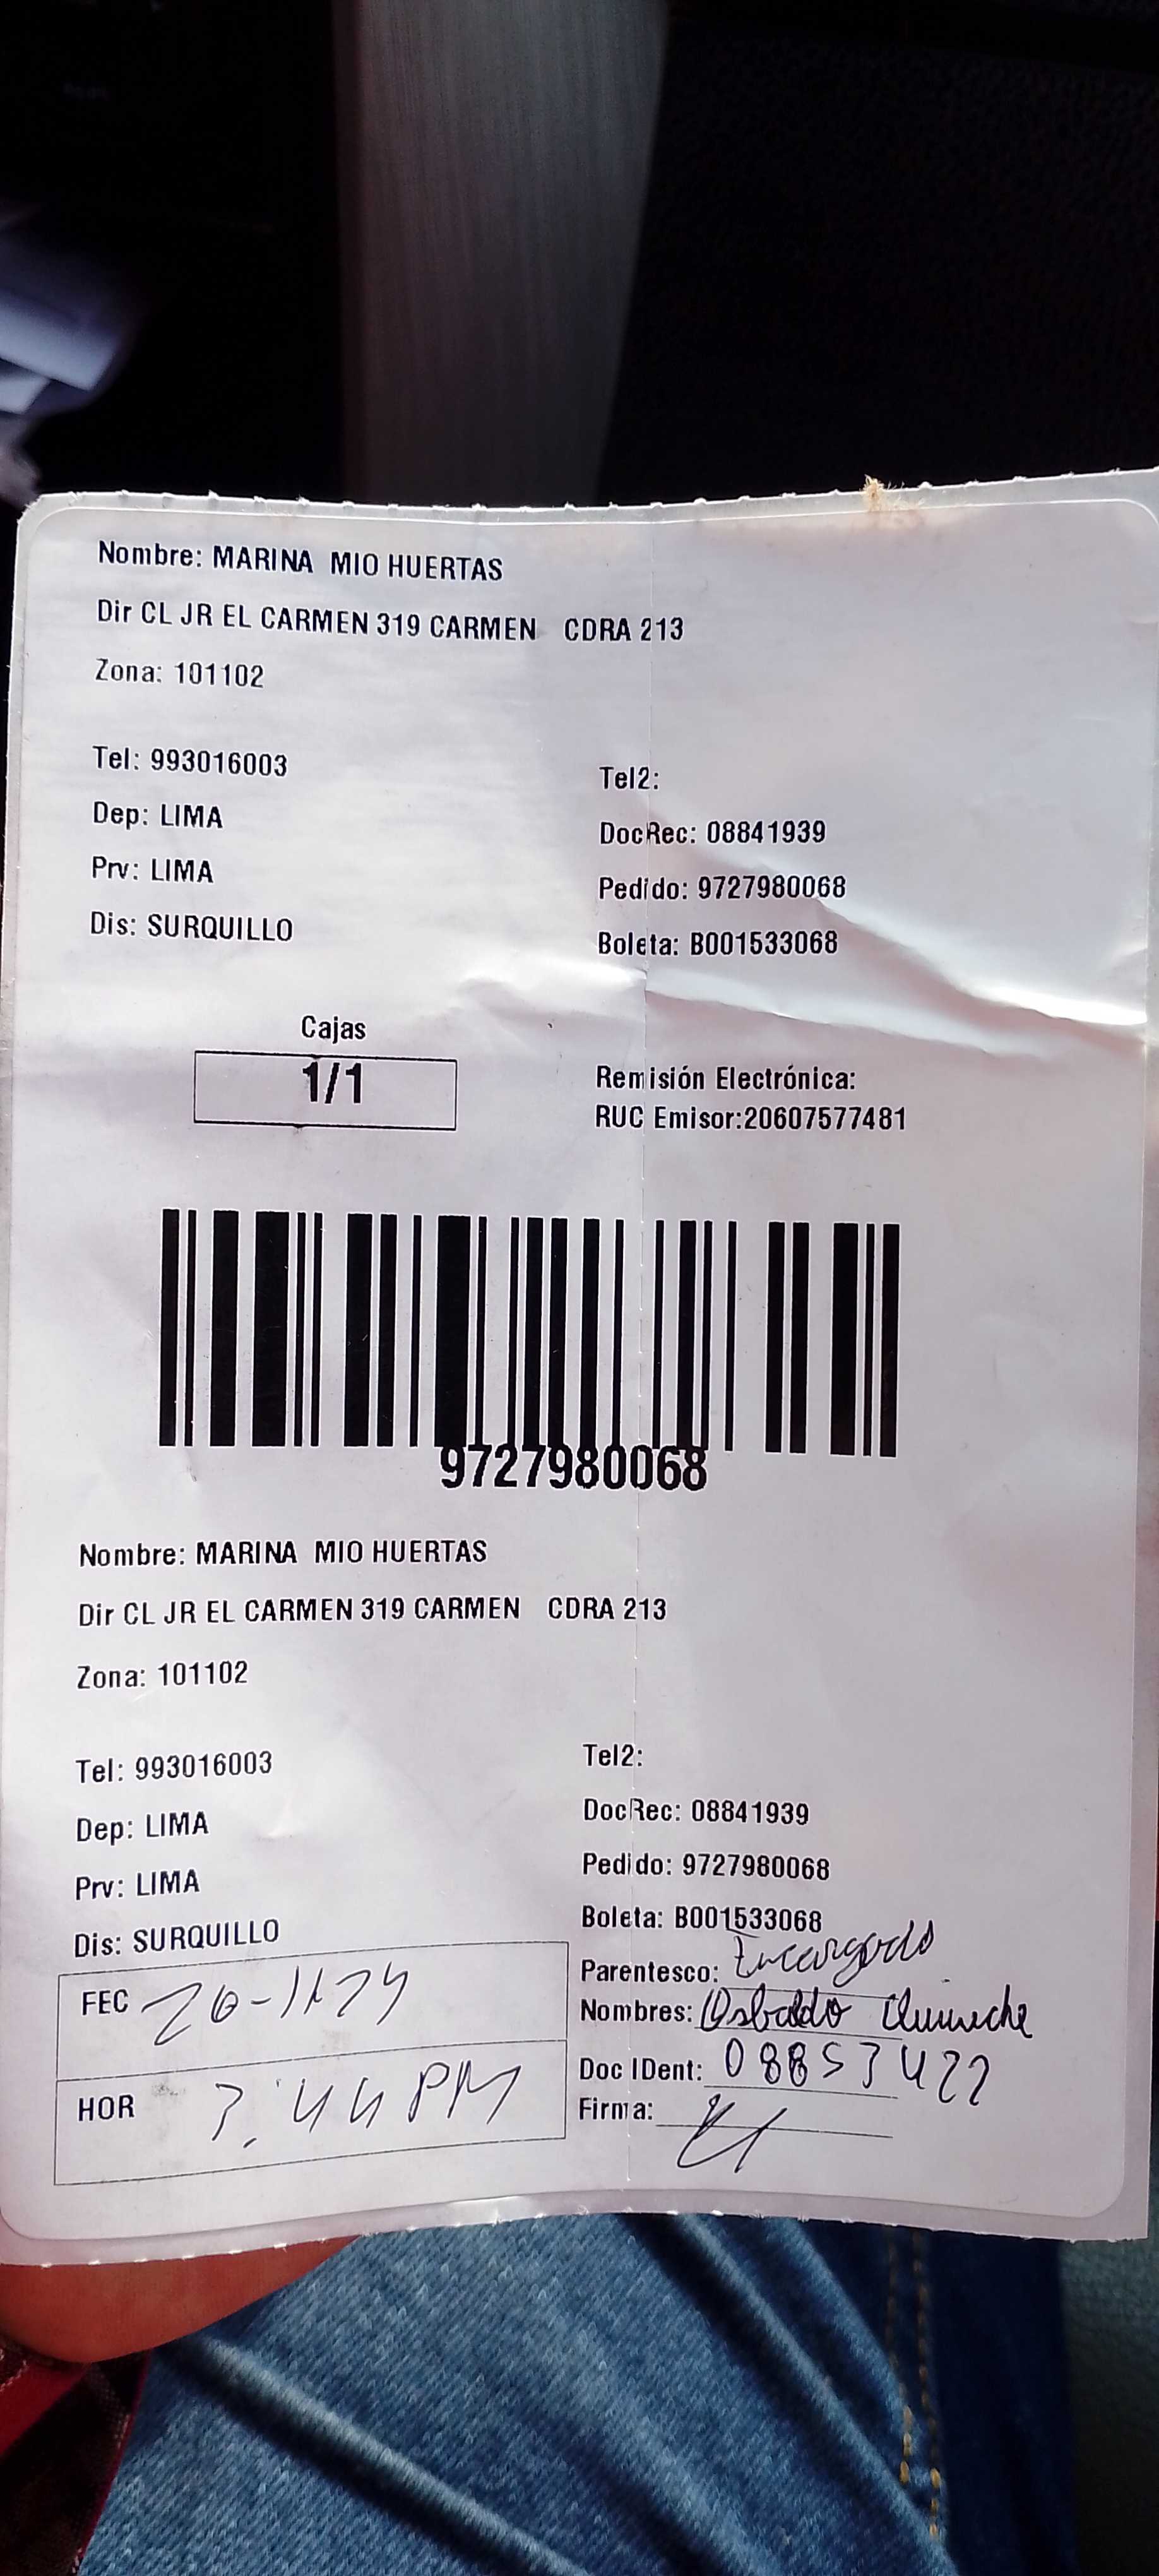 Nombre: MARINA MIO HUERTAS
Dir CL JR EL CARMEN 319 CARMEN CDRA 213
Zona: 101102
Tel: 993016003 Tel2:
Dep: LIMA DocRec: 08841939
Prv: LIMA Pedido: 9727980068
Dis: SURQUILLO Boleta: B001533068
Cajas
1/1
Remisión Electrónica:
RUC Emisor:20607577481
9727980068
Nombre: MARINA MIO HUERTAS
Dir CL JR EL CARMEN 319 CARMEN CDRA 213
Zona: 101102
Tel: 993016003 Tel2:
Dep: LIMA DocRec: 08841939
Prv: LIMA Pedido: 9727980068
Dis: SURQUILLO Boleta: B001533068
Parentesco: Encargado
FEC Nombres: Osbaldo
Doc IDent: 08853422
HOR Firma: